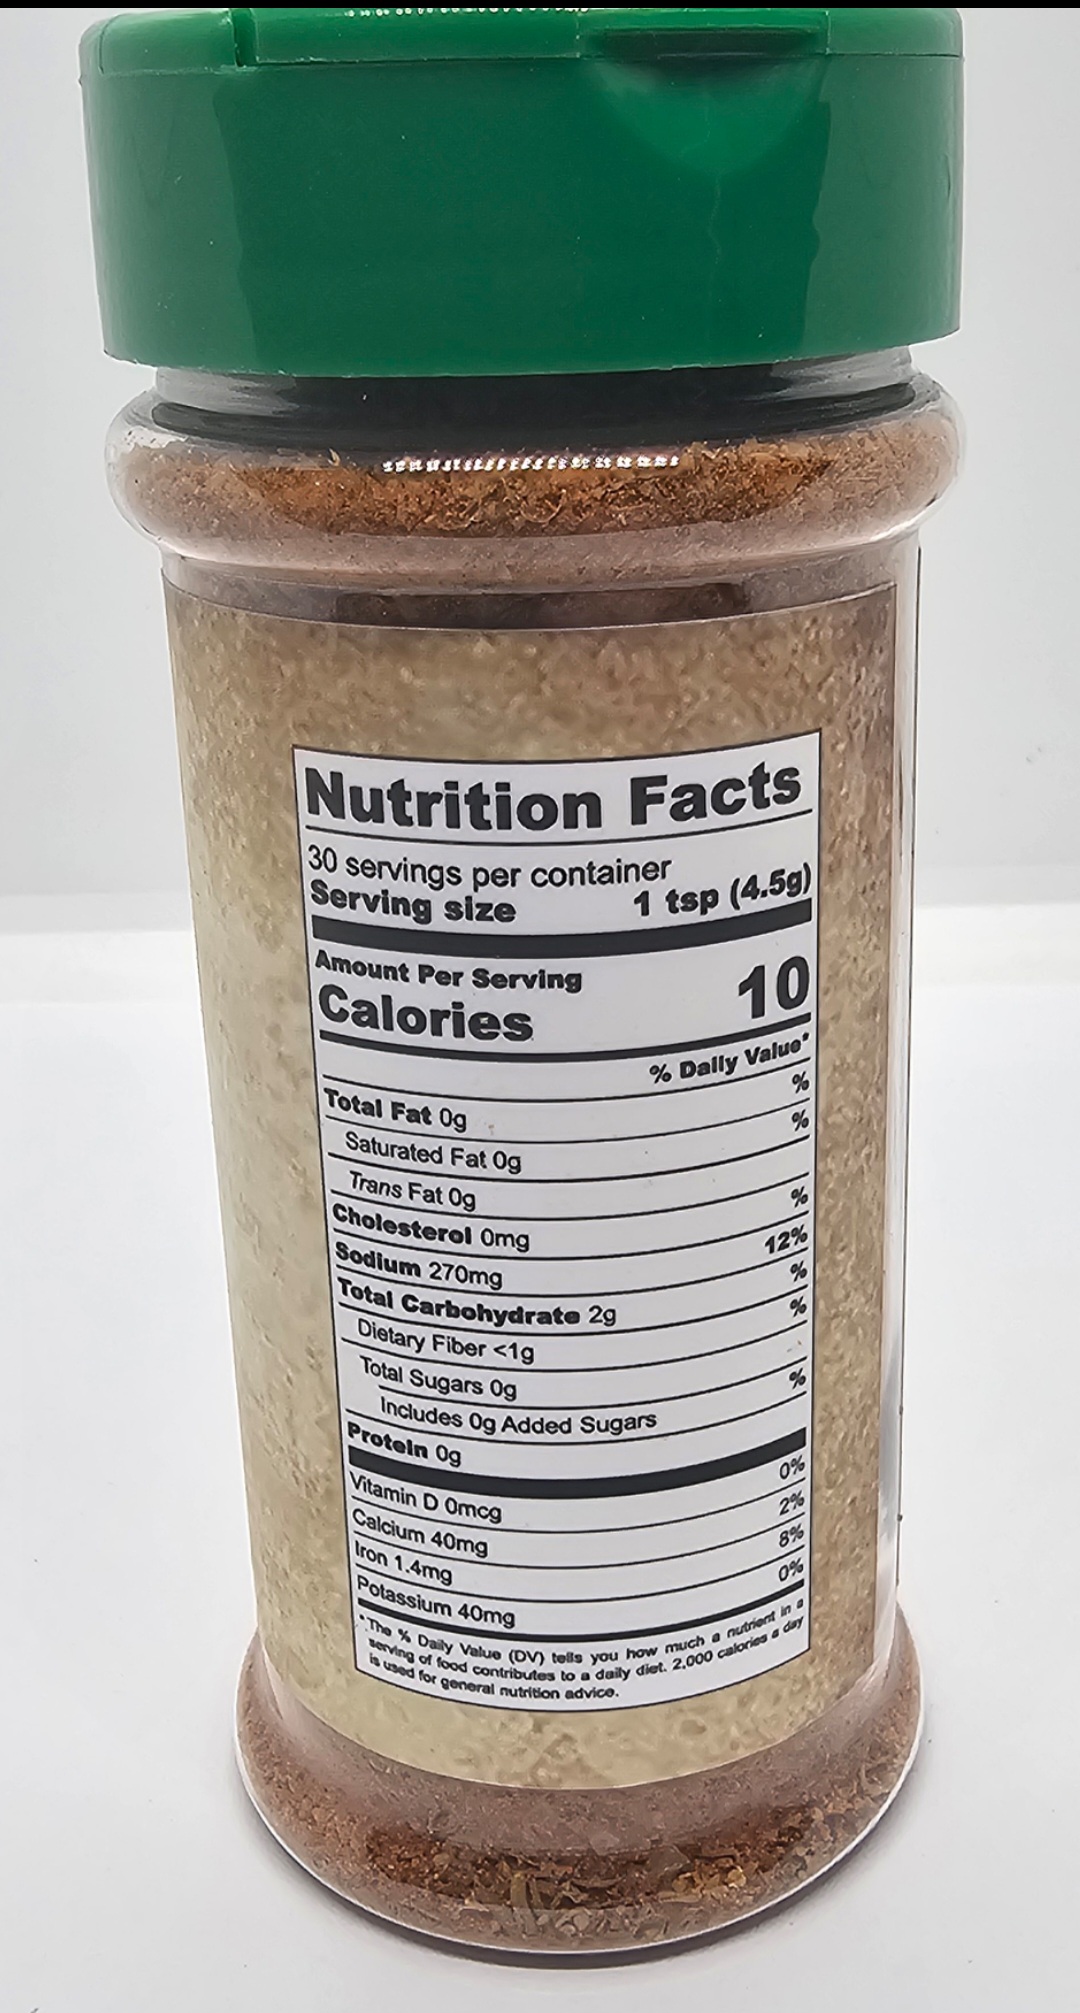 Nutrition Facts
30 servings per container
Serving size 1 tsp (4.5g)
Amount Per Serving
Calories 10
% Daily Value*
Total Fat 0g %
Saturated Fat 0g %
Trans Fat 0g
Cholesterol 0mg %
Sodium 270mg 12%
Total Carbohydrate 2g %
Dietary Fiber <1g %
Total Sugars 0g
Includes 0g Added Sugars %
Protein 0g
Vitamin D 0mcg 0%
Calcium 40mg 2%
Iron 1.4mg 8%
Potassium 40mg 0%
*The % Daily Value (DV) tells you how much a nutrient in a
serving of food contributes to a daily diet. 2,000 calories a day
is used for general nutrition advice.